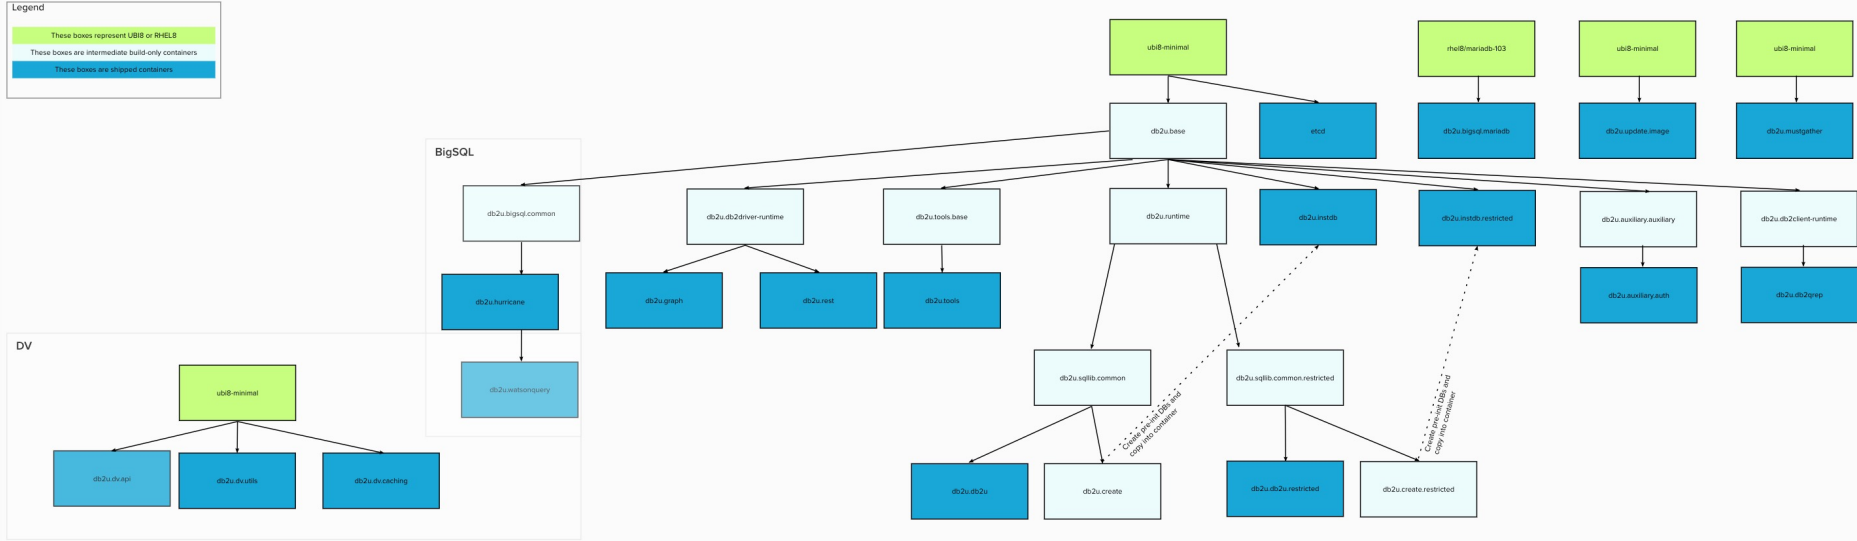 Legend
These boxes represent UBI8 or RHEL8
These boxes are intermediate build-only containers
These boxes are shipped containers
ubi8-minimal
rhel8/mariadb-103
ubi8-minimal
ubi8-minimal
db2u.base
etcd
db2u.bigsql.mariadb
db2u.update.image
db2u.mustgather
BigSQL
db2u.bigsql.common
db2u.db2driver-runtime
db2u.tools.base
db2u.runtime
db2u.instdb
db2u.instdb.restricted
db2u.auxiliary.auxiliary
db2u.db2client-runtime
db2u.hurricane
db2u.graph
db2u.rest
db2u.tools
db2u.auxiliary.auth
db2u.db2qrep
DV
ubi8-minimal
db2u.watsonquery
db2u.sqllib.common
db2u.sqllib.common.restricted
Create pre-init DBs and
copy into container
Create pre-init DBs and
copy into container
db2u.dv.api
db2u.dv.utils
db2u.dv.caching
db2u.db2u
db2u.create
db2u.db2u.restricted
db2u.create.restricted